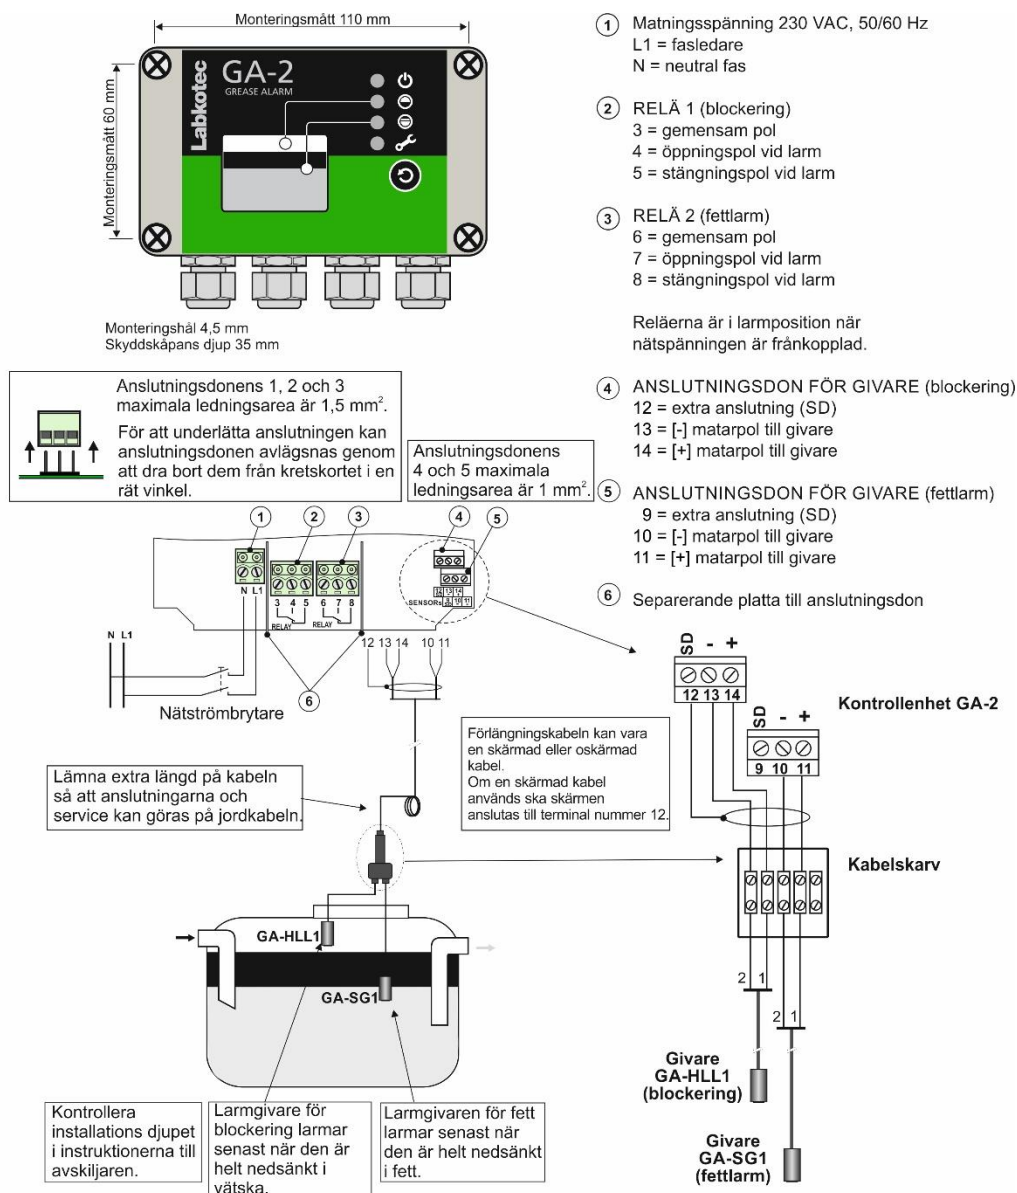 Monteringsmått 110 mm
Monteringsmått 60 mm
Labkotec
GA-2
GREASE ALARM
Monteringshål 4,5 mm
Skyddskåpans djup 35 mm
1 Matningsspänning 230 VAC, 50/60 Hz
L1 = fasledare
N = neutral fas
2 RELÄ 1 (blockering)
3 = gemensam pol
4 = öppningspol vid larm
5 = stängningspol vid larm
3 RELÄ 2 (fettlarm)
6 = gemensam pol
7 = öppningspol vid larm
8 = stängningspol vid larm
Reläerna är i larmposition när
nätspänningen är frånkopplad.
4 ANSLUTNINGSDON FÖR GIVARE (blockering)
12 = extra anslutning (SD)
13 = [-] matarpol till givare
14 = [+] matarpol till givare
5 ANSLUTNINGSDON FÖR GIVARE (fettlarm)
9 = extra anslutning (SD)
10 = [-] matarpol till givare
11 = [+] matarpol till givare
6 Separerande platta till anslutningsdon
Anslutningsdonens 1, 2 och 3
maximala ledningsarea är 1,5 mm².
För att underlätta anslutningen kan
anslutningsdonen avlägsnas genom
att dra bort dem från kretskortet i en
rät vinkel.
Anslutningsdonens
4 och 5 maximala
ledningsarea är 1 mm².
1 2 3 4 5
N L1
3 4 5
RELAY
6 7 8
RELAY
12 13 14
SENSORs
9 10 11
N L1
Nätströmbrytare
6
12 13 14 10 11
Lämna extra längd på kabeln
så att anslutningarna och
service kan göras på jordkabeln.
Förlängningskabeln kan vara
en skärmad eller oskärmad
kabel.
Om en skärmad kabel
används ska skärmen
anslutas till terminal nummer 12.
SD - +
12 13 14
Kontrollenhet GA-2
SD - +
9 10 11
Kabelskarv
2 1
2 1
Givare
GA-HLL1
(blockering)
Givare
GA-SG1
(fettlarm)
GA-HLL1
GA-SG1
Kontrollera
installations djupet
i instruktionerna till
avskiljaren.
Larmgivare för
blockering larmar
senast när den är
helt nedsänkt i
vätska.
Larmgivaren för fett
larmar senast när
den är helt nedsänkt
i fett.